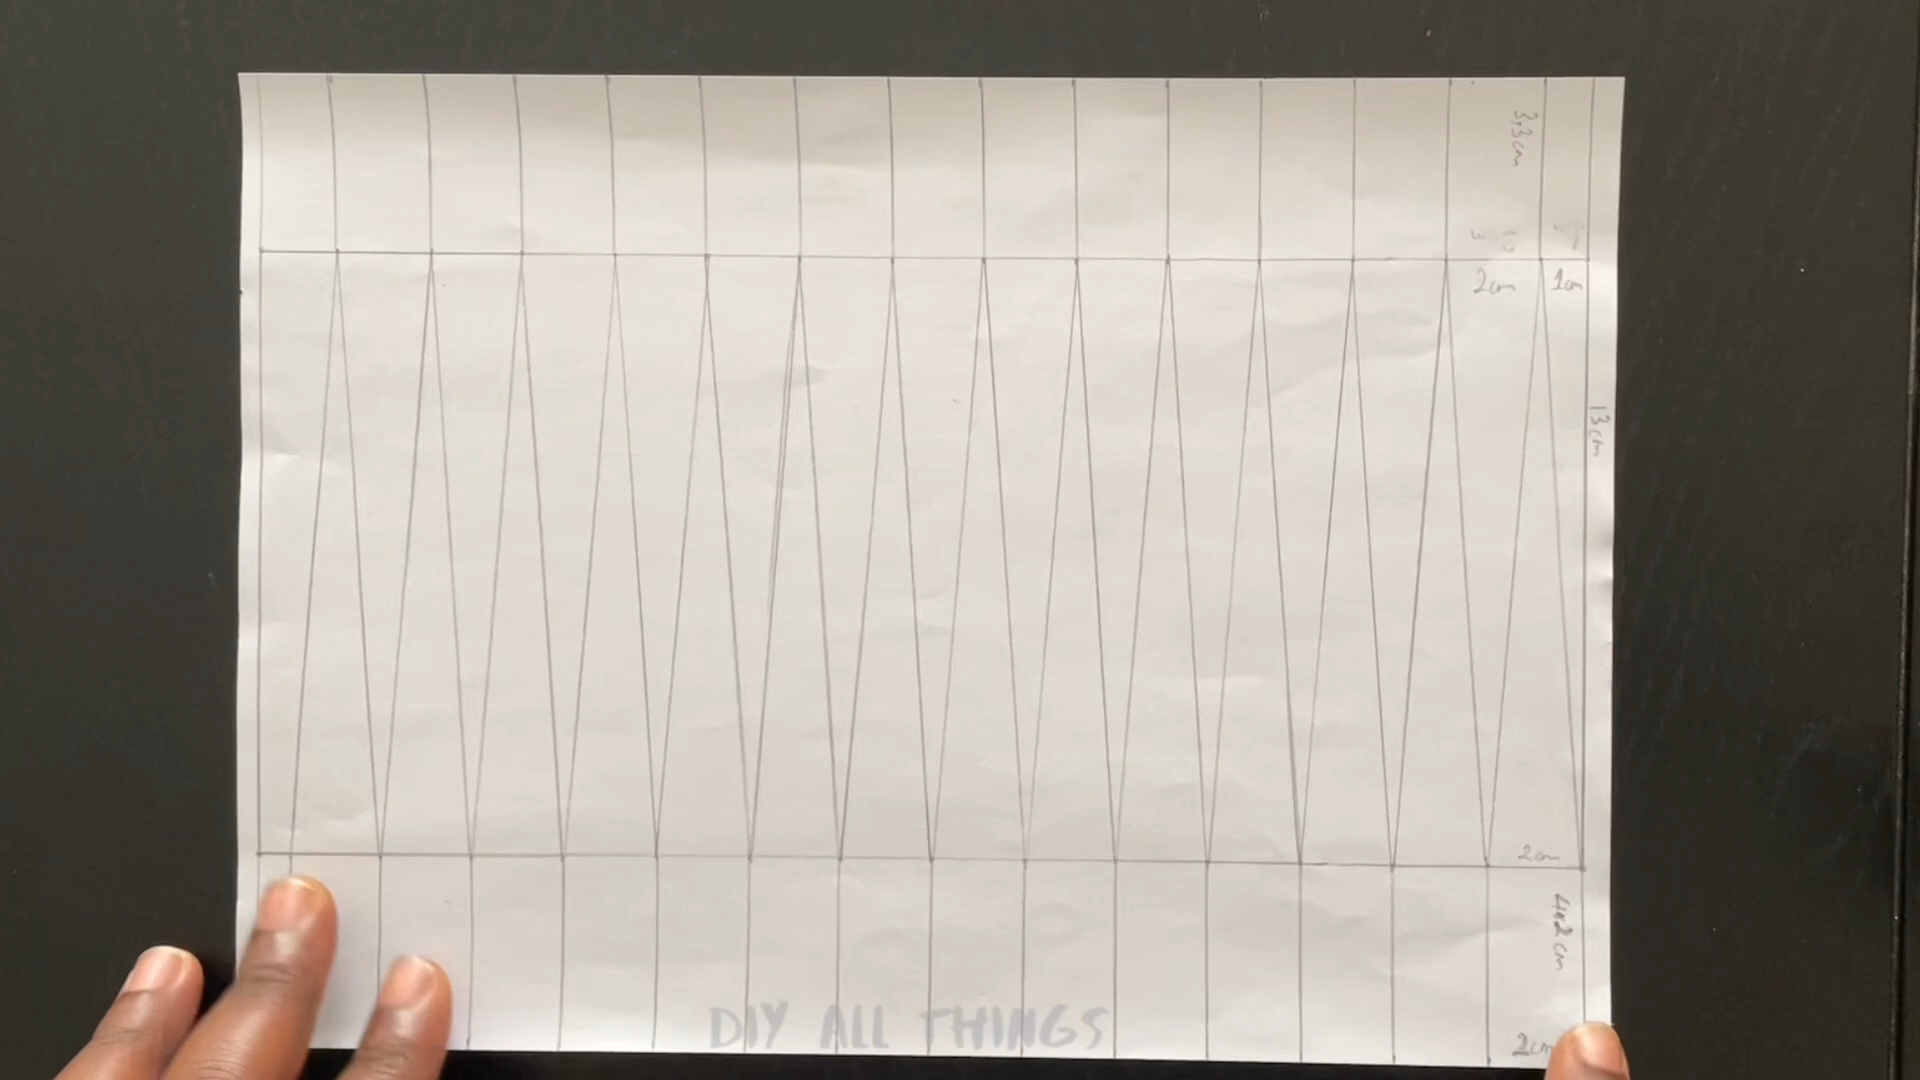 3,3cm
2cm
1cm
13cm
2cm
4.2cm
2cm
DIY ALL THINGS